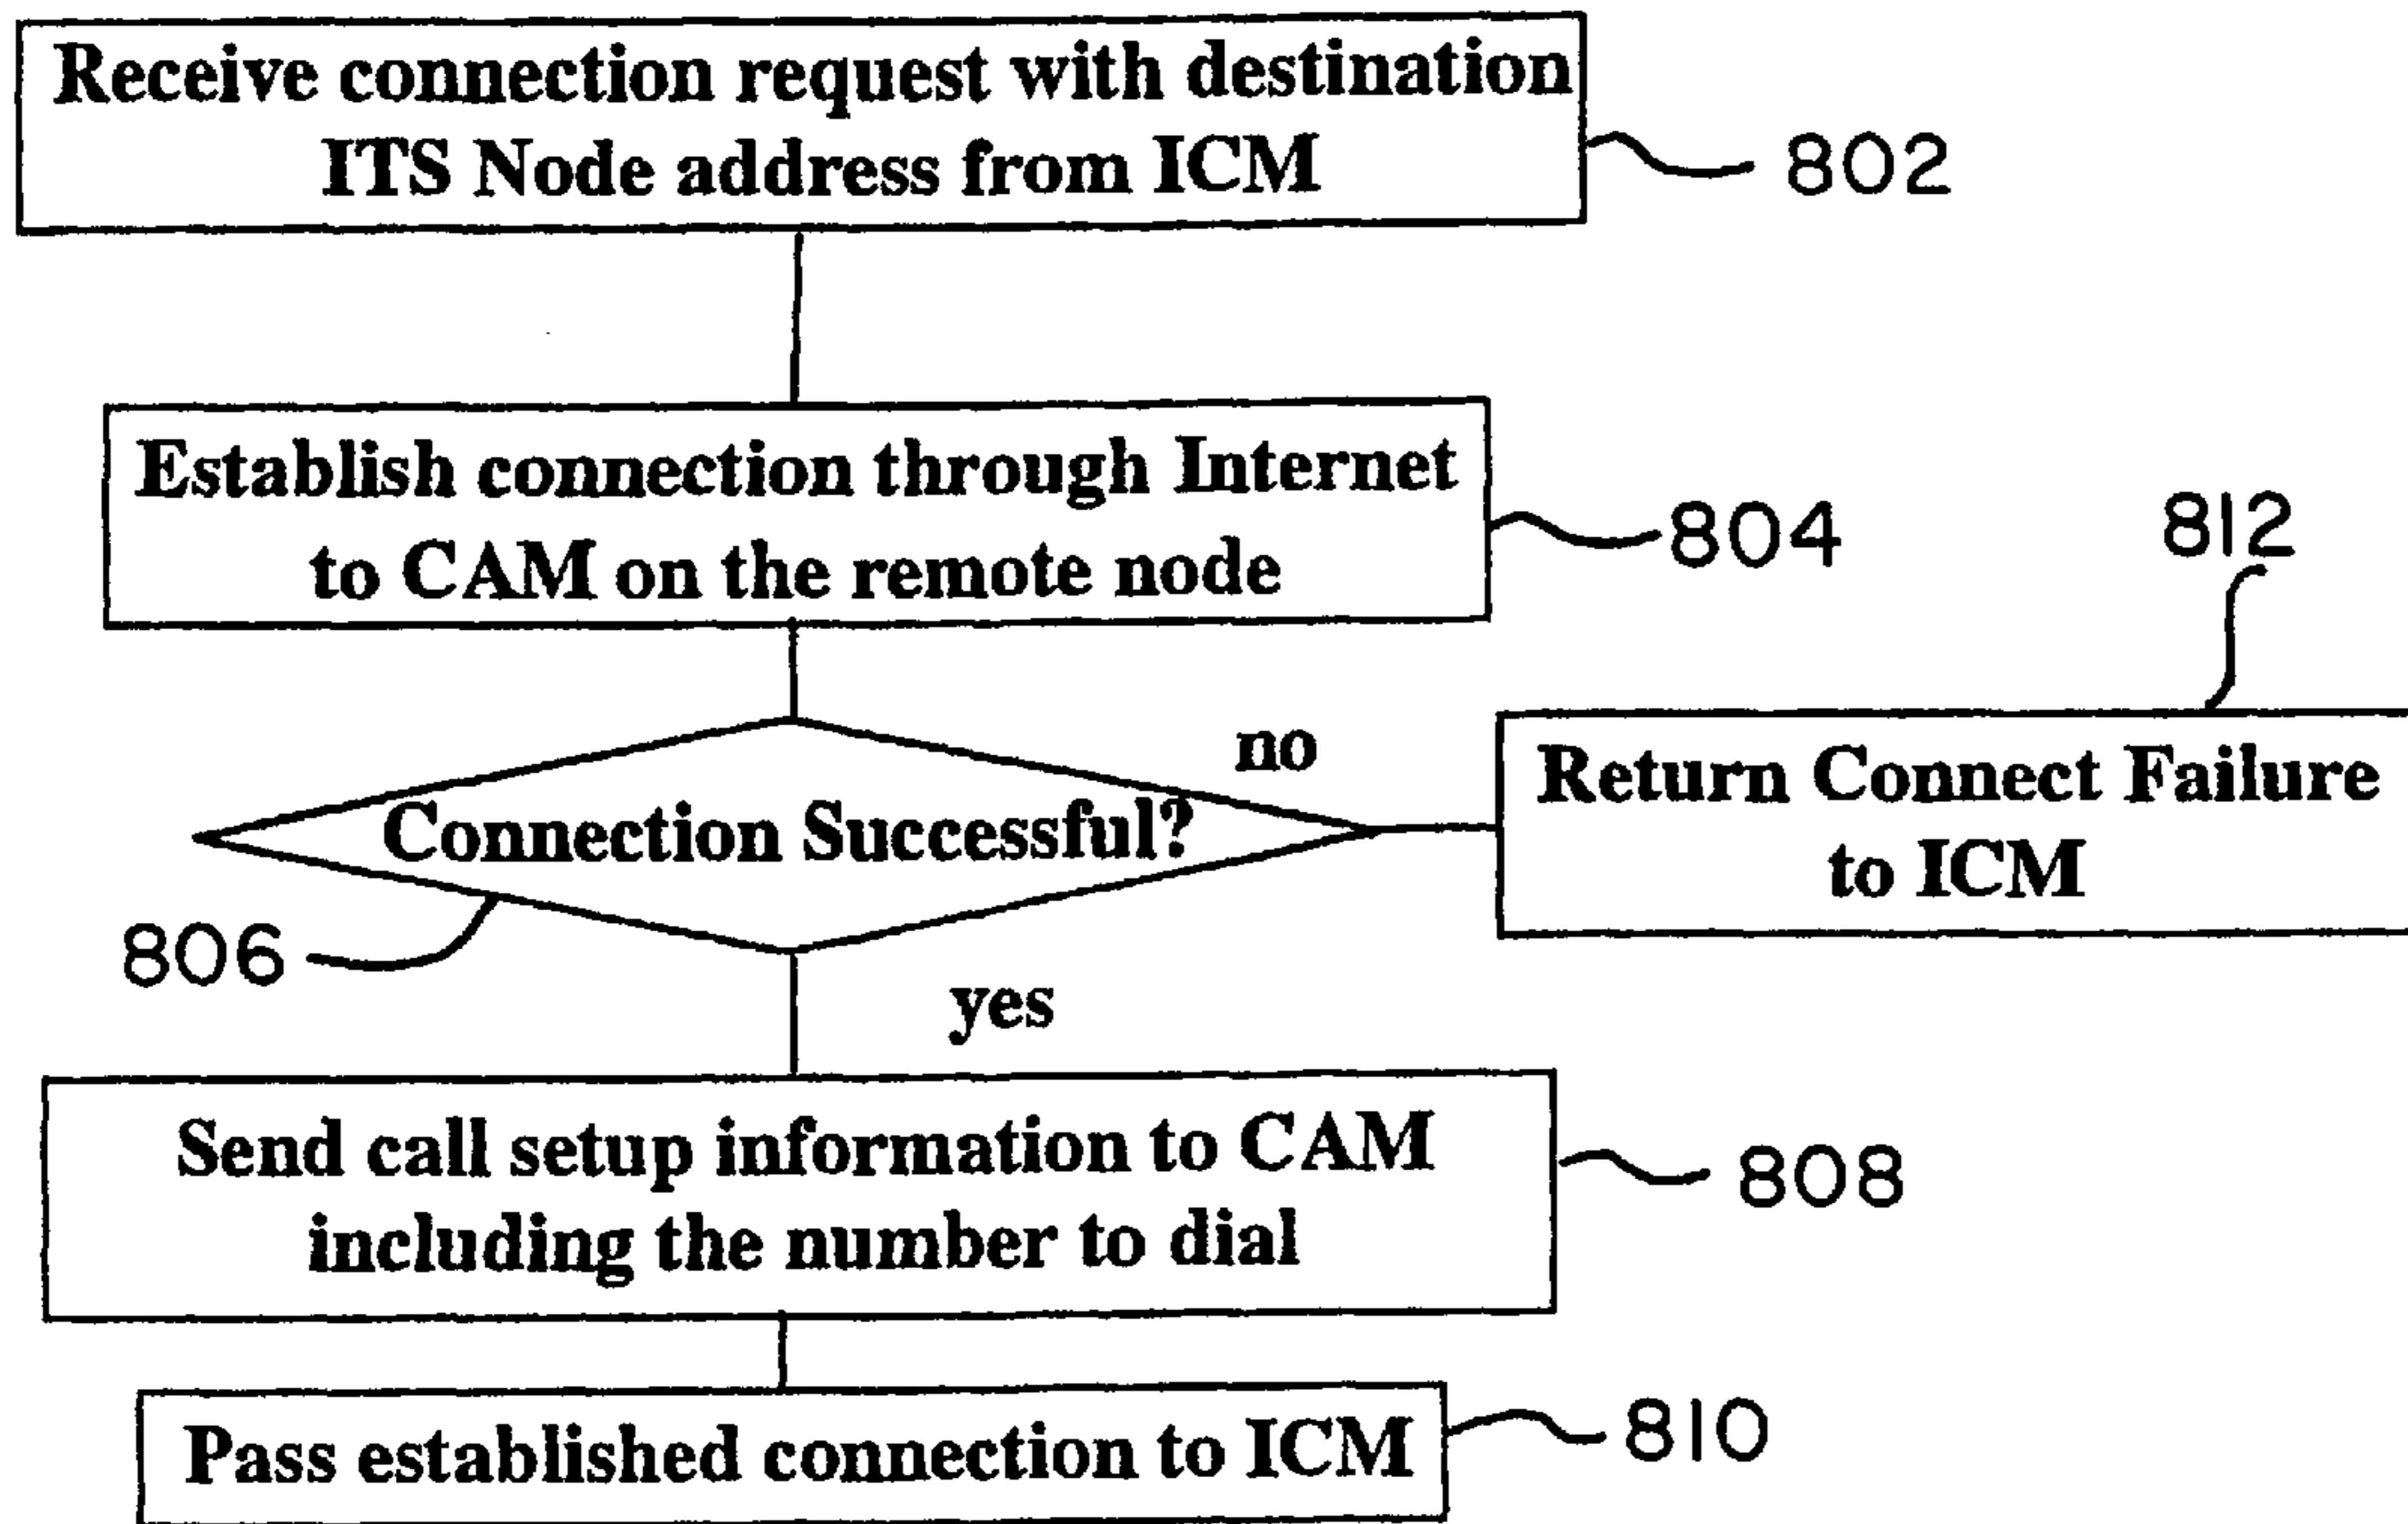 Receive connection request with destination
ITS Node address from ICM
802
Establish connection through Internet
to CAM on the remote node
804
812
no
Return Connect Failure
to ICM
Connection Successful?
806
yes
Send call setup information to CAM
including the number to dial
808
Pass established connection to ICM
810